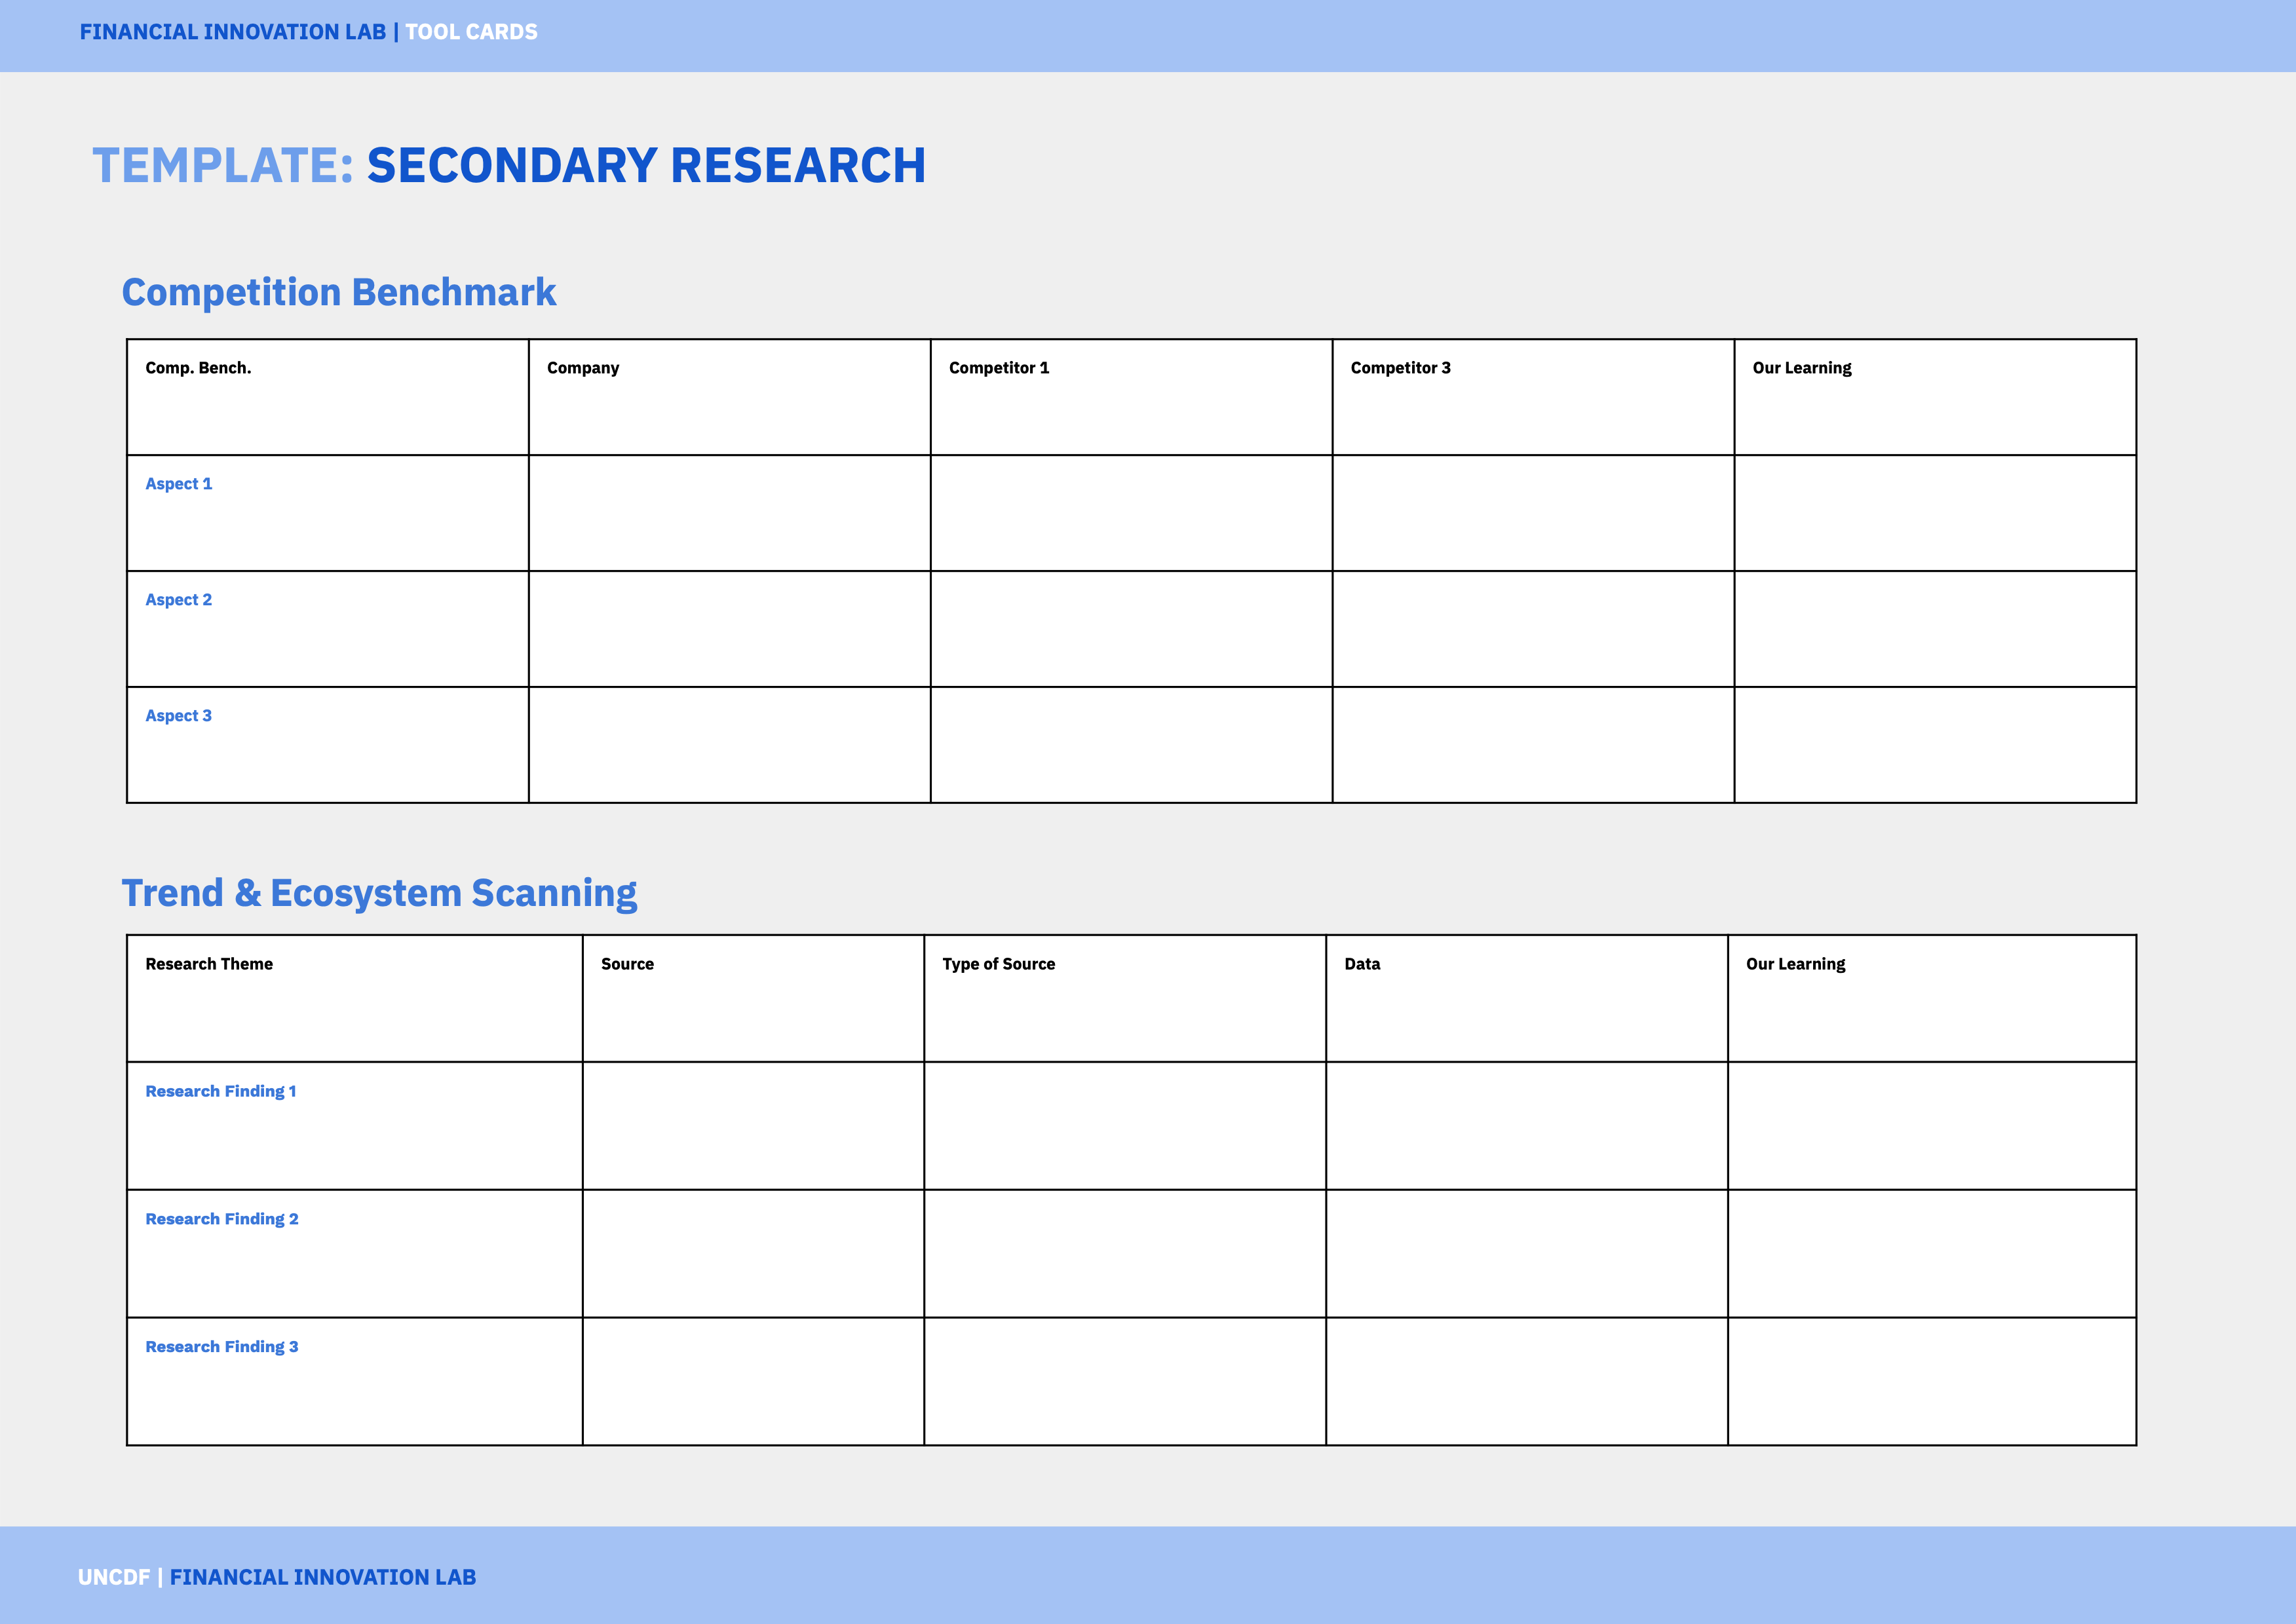 FINANCIAL INNOVATION LAB | TOOL CARDS
TEMPLATE: SECONDARY RESEARCH
Competition Benchmark
Comp. Bench. Company Competitor 1 Competitor 3 Our Learning
Aspect 1
Aspect 2
Aspect 3
Trend & Ecosystem Scanning
Research Theme Source Type of Source Data Our Learning
Research Finding 1
Research Finding 2
Research Finding 3
UNCDF | FINANCIAL INNOVATION LAB